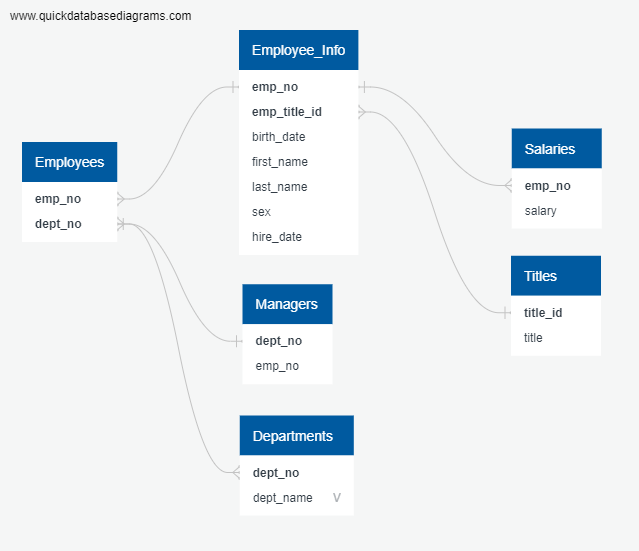 www.quickdatabasediagrams.com
Employee_Info
emp_no
emp_title_id
birth_date
first_name
last_name
sex
hire_date
Employees
emp_no
dept_no
Salaries
emp_no
salary
Titles
title_id
title
Managers
dept_no
emp_no
Departments
dept_no
dept_name V